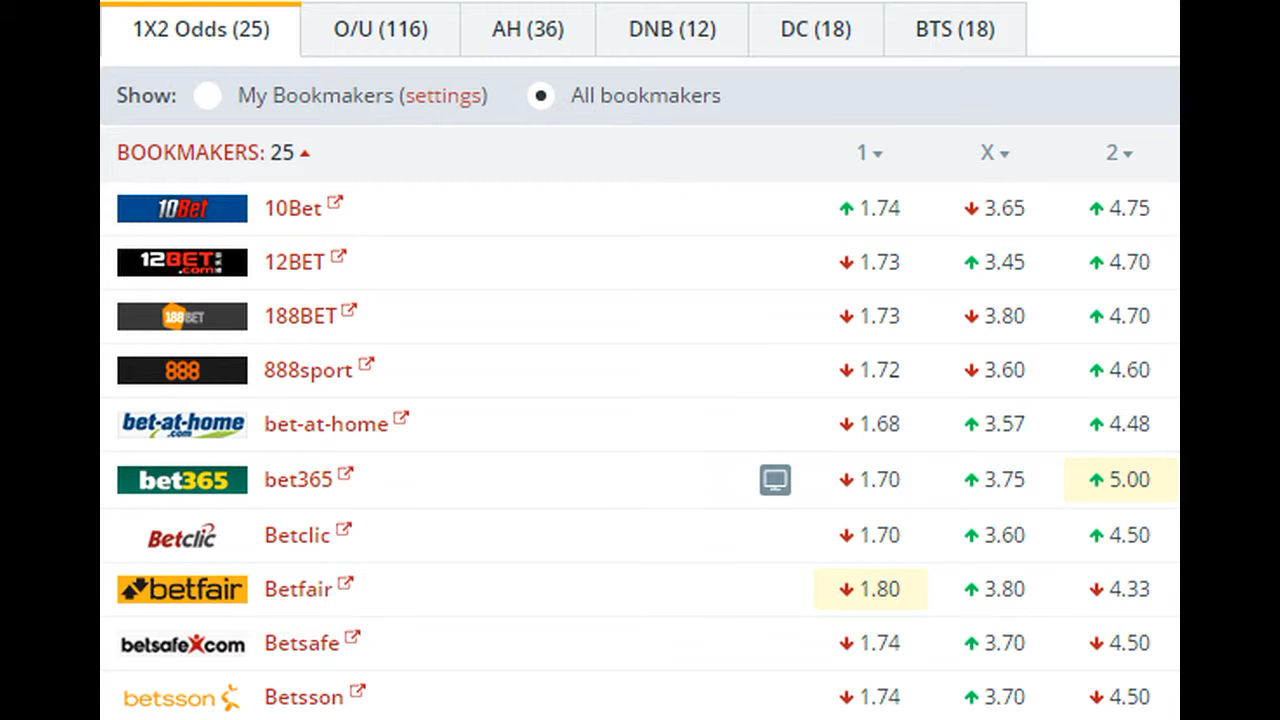 1X2 Odds (25) O/U (116) AH (36) DNB (12) DC (18) BTS (18)
Show: My Bookmakers (settings) All bookmakers
BOOKMAKERS: 25 1 X 2
10Bet 10Bet 1.74 3.65 4.75
12BET.com 12BET 1.73 3.45 4.70
188BET 188BET 1.73 3.80 4.70
888 888sport 1.72 3.60 4.60
bet-at-home.com bet-at-home 1.68 3.57 4.48
bet365 bet365 1.70 3.75 5.00
Betclic Betclic 1.70 3.60 4.50
betfair Betfair 1.80 3.80 4.33
betsafe.com Betsafe 1.74 3.70 4.50
betsson Betsson 1.74 3.70 4.50